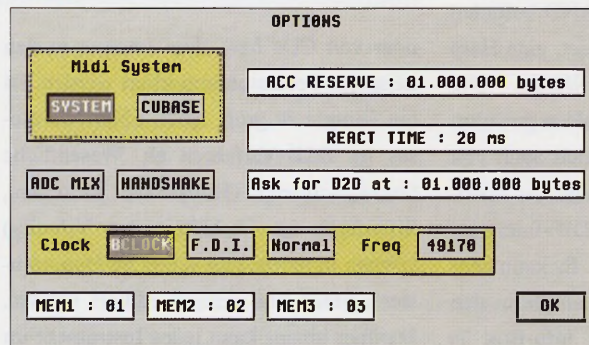 OPTIONS
Midi System
SYSTEM CUBASE
ACC RESERVE : 01.000.000 bytes
REACT TIME : 20 ms
ADC MIX HANDSHAKE Ask for D2D at : 01.000.000 bytes
Clock BCLOCK F.D.I. Normal Freq 49170
MEM1 : 01 MEM2 : 02 MEM3 : 03 OK